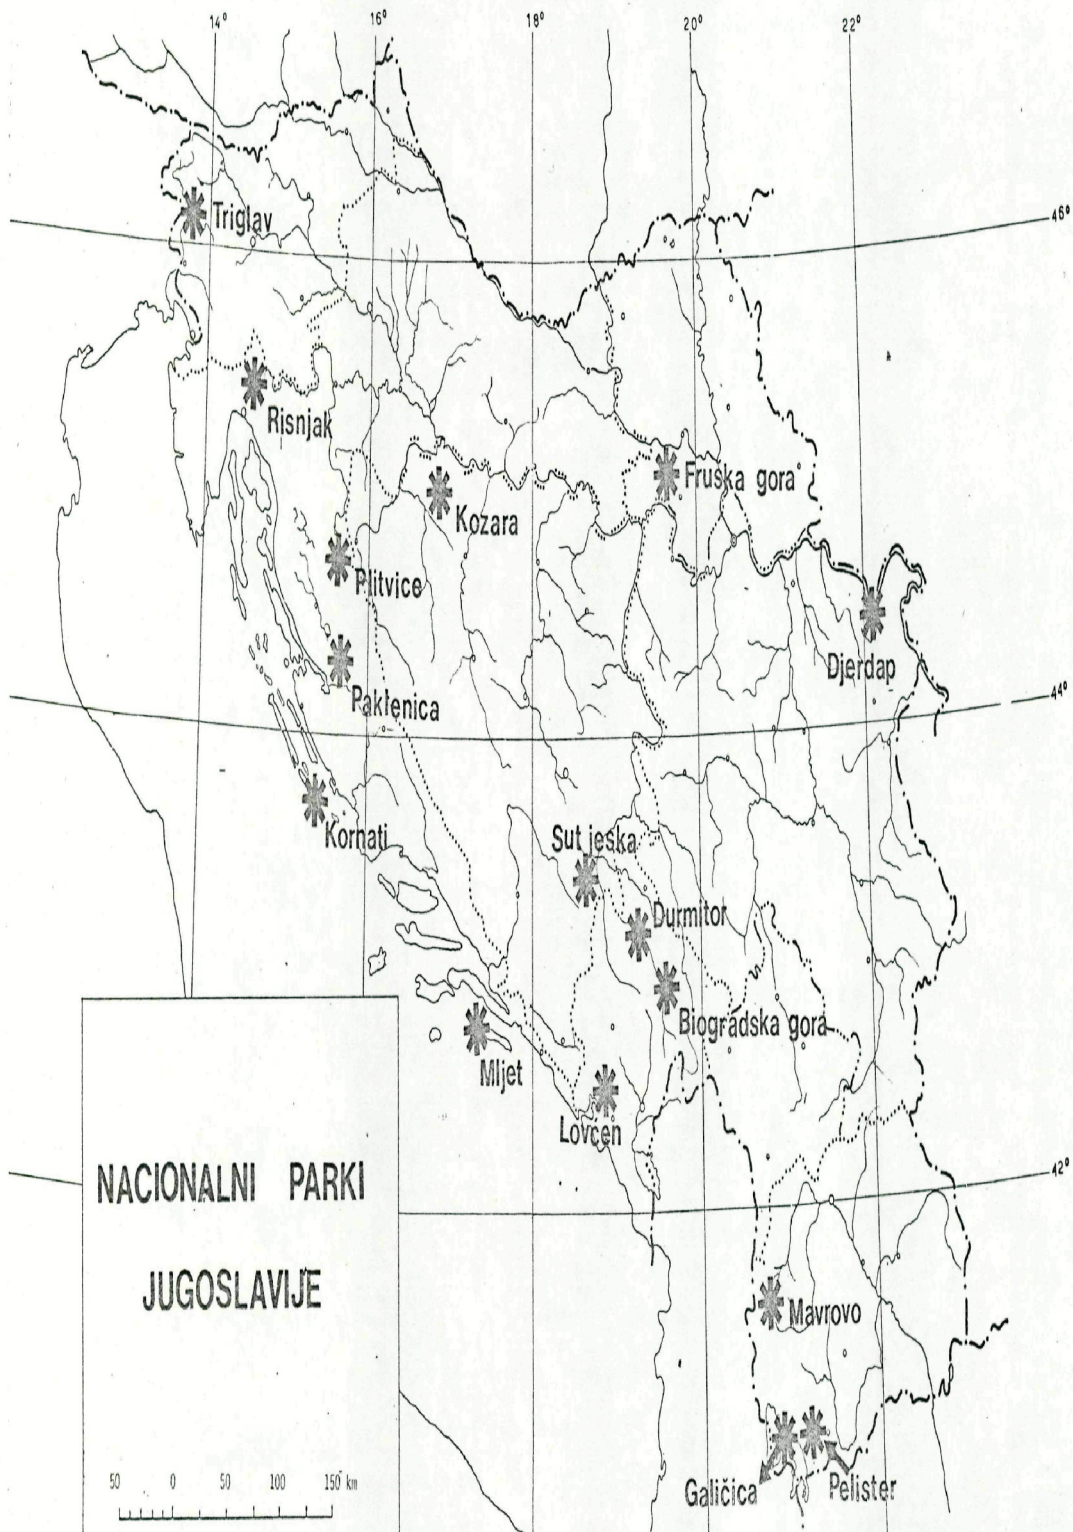 14°
16°
18°
20°
22°
46°
Triglav
Risnjak
Fruska gora
Kozara
Plitvice
Djerdap
Paklenica
44°
Kornati
Sutjeska
Durmitor
Biogradska gora
Mljet
Lovčen
42°
NACIONALNI PARKI
JUGOSLAVIJE
Mavrovo
50 0 50 100 150 km
Galičica
Pelister